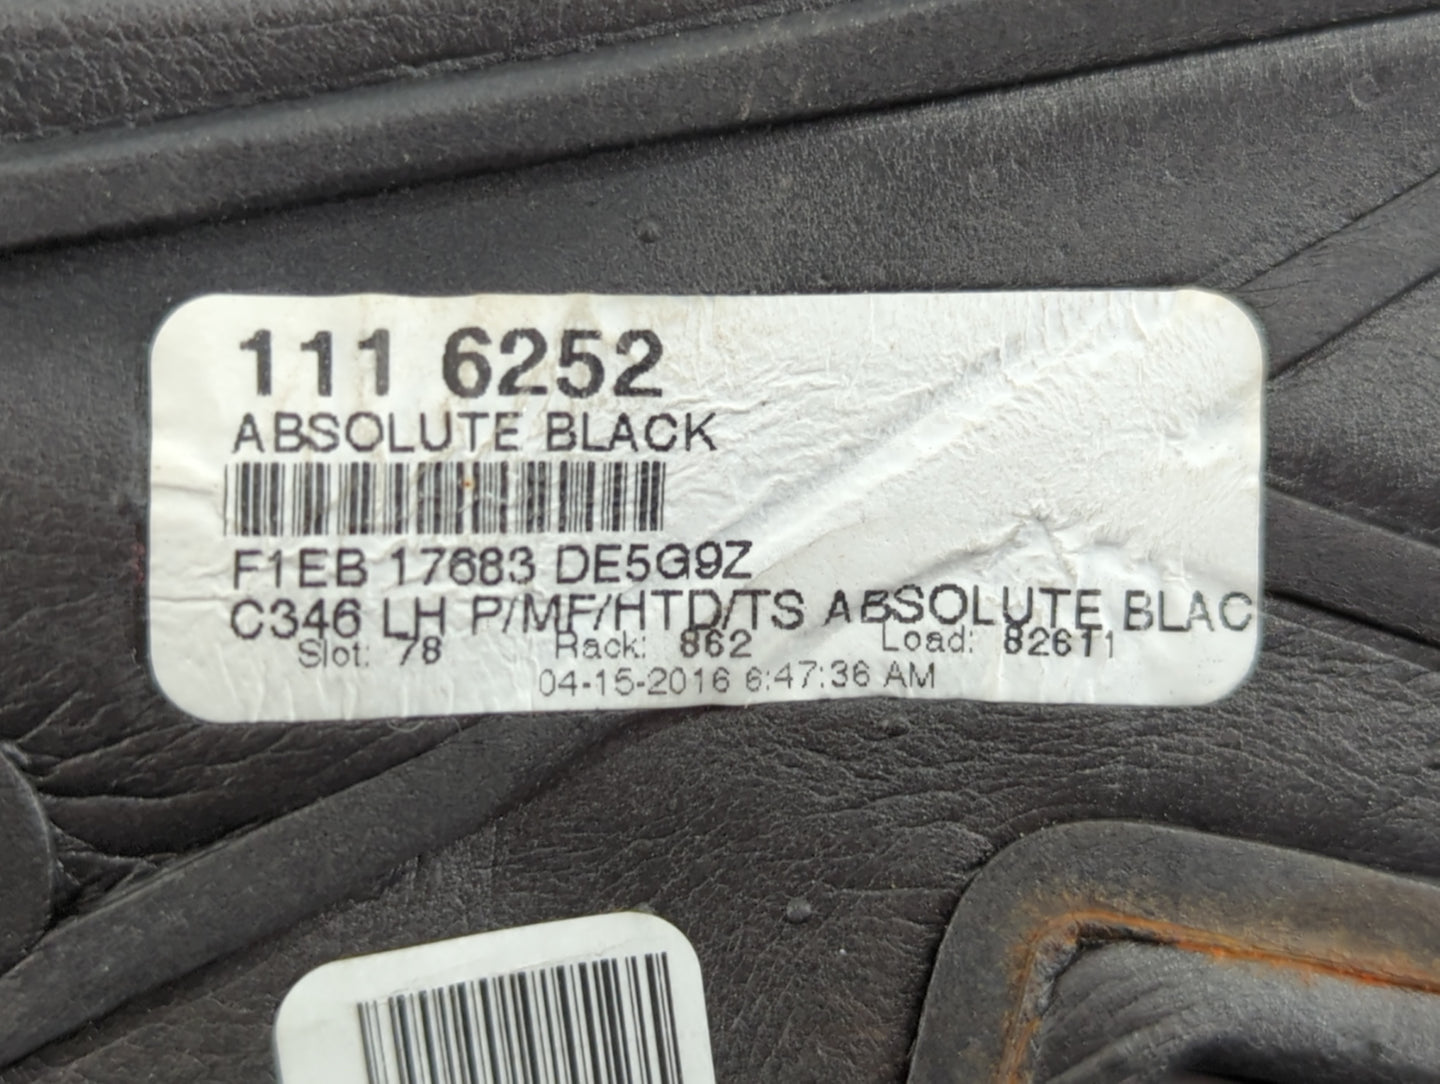 111 6252
ABSOLUTE BLACK
F1EB 17683 DE5G9Z
C346 LH P/MF/HTD/TS ABSOLUTE BLAC
Slot: 78 Rack: 862 Load: 82611
04-15-2016 6:47:36 AM